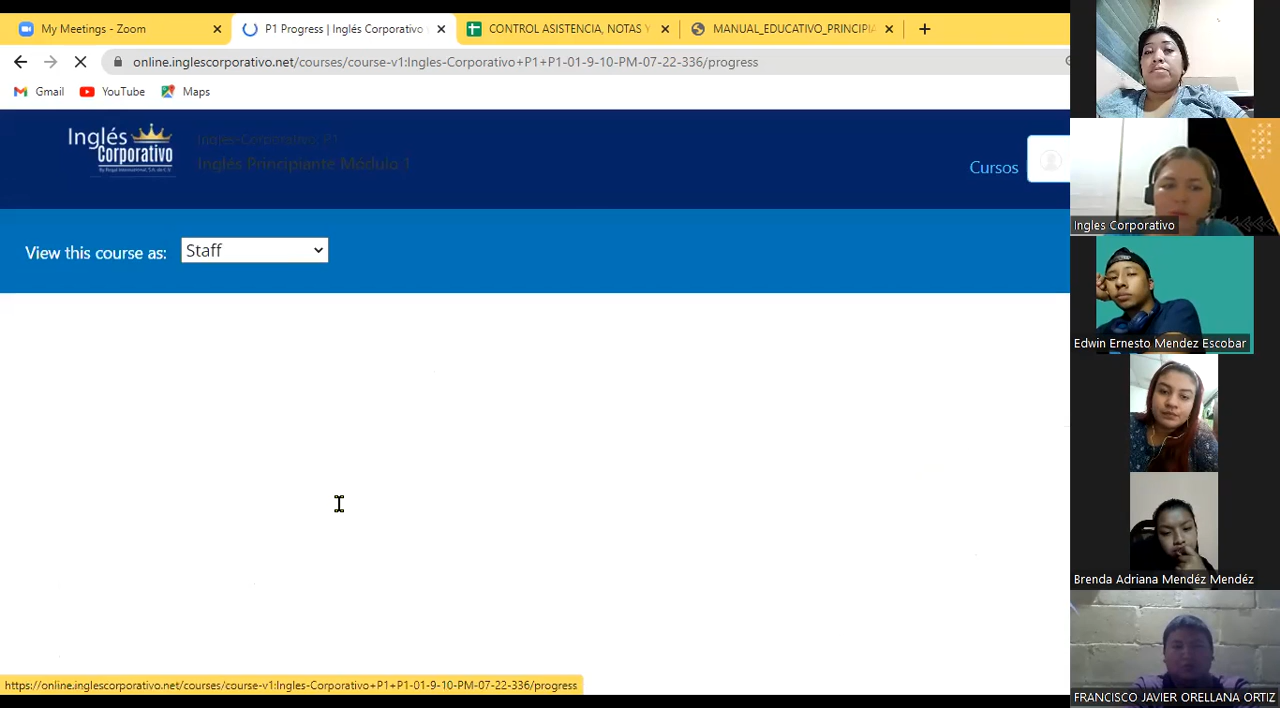 My Meetings - Zoom
P1 Progress | Inglés Corporativo
CONTROL ASISTENCIA, NOTAS Y
MANUAL_EDUCATIVO_PRINCIPIA
online.inglescorporativo.net/courses/course-v1:Ingles-Corporativo+P1+P1-01-9-10-PM-07-22-336/progress
Gmail
YouTube
Maps
Inglés
Corporativo
Ingles-Corporativo: P1
Inglés Principiante Módulo 1
Cursos
View this course as:
Staff
https://online.inglescorporativo.net/courses/course-v1:Ingles-Corporativo+P1+P1-01-9-10-PM-07-22-336/progress
Ingles Corporativo
Edwin Ernesto Mendez Escobar
Brenda Adriana Mendéz Mendéz
FRANCISCO JAVIER ORELLANA ORTIZ